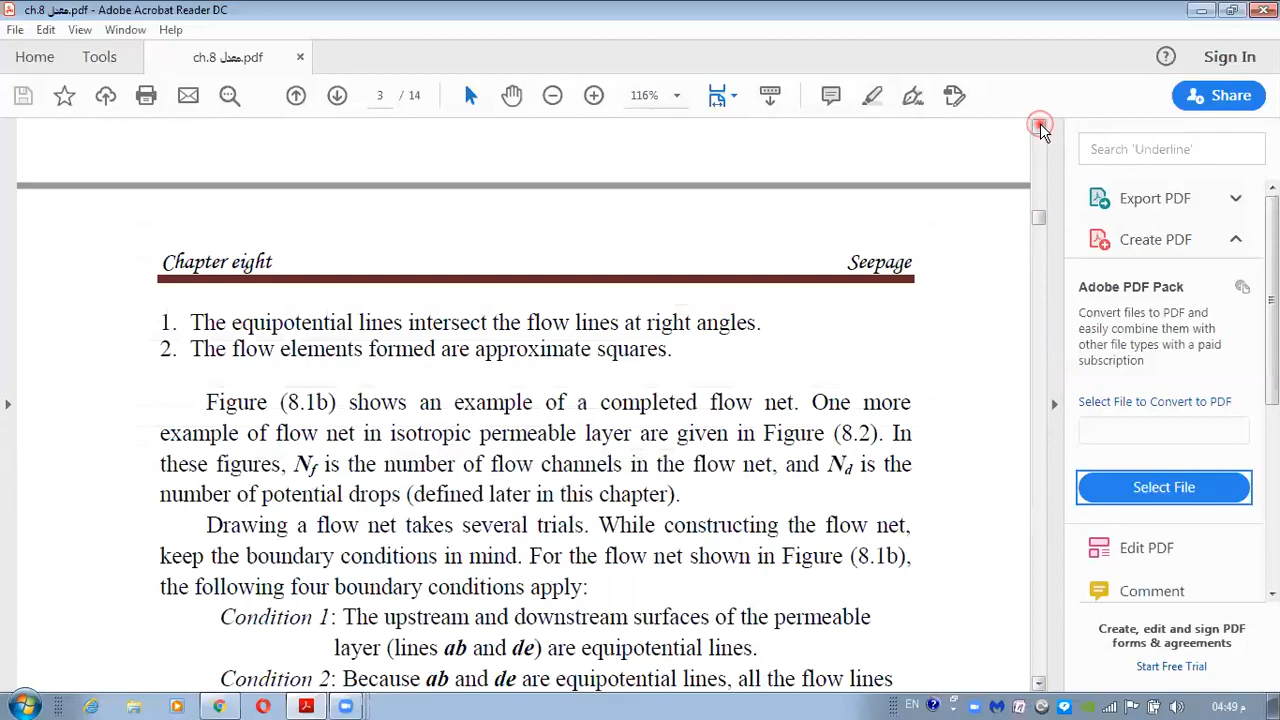 ch.8 معدل.pdf - Adobe Acrobat Reader DC
File Edit View Window Help
Home Tools ch.8 معدل.pdf × Sign In
3 / 14 116% Share
Search 'Underline'
Export PDF
Create PDF
Adobe PDF Pack
Convert files to PDF and
easily combine them with
other file types with a paid
subscription
Select File to Convert to PDF
Select File
Edit PDF
Comment
Create, edit and sign PDF
forms & agreements
Start Free Trial
Chapter eight Seepage
1. The equipotential lines intersect the flow lines at right angles.
2. The flow elements formed are approximate squares.
Figure (8.1b) shows an example of a completed flow net. One more
example of flow net in isotropic permeable layer are given in Figure (8.2). In
these figures, Nf is the number of flow channels in the flow net, and Nd is the
number of potential drops (defined later in this chapter).
Drawing a flow net takes several trials. While constructing the flow net,
keep the boundary conditions in mind. For the flow net shown in Figure (8.1b),
the following four boundary conditions apply:
Condition 1: The upstream and downstream surfaces of the permeable
layer (lines ab and de) are equipotential lines.
Condition 2: Because ab and de are equipotential lines, all the flow lines
EN 04:49 م